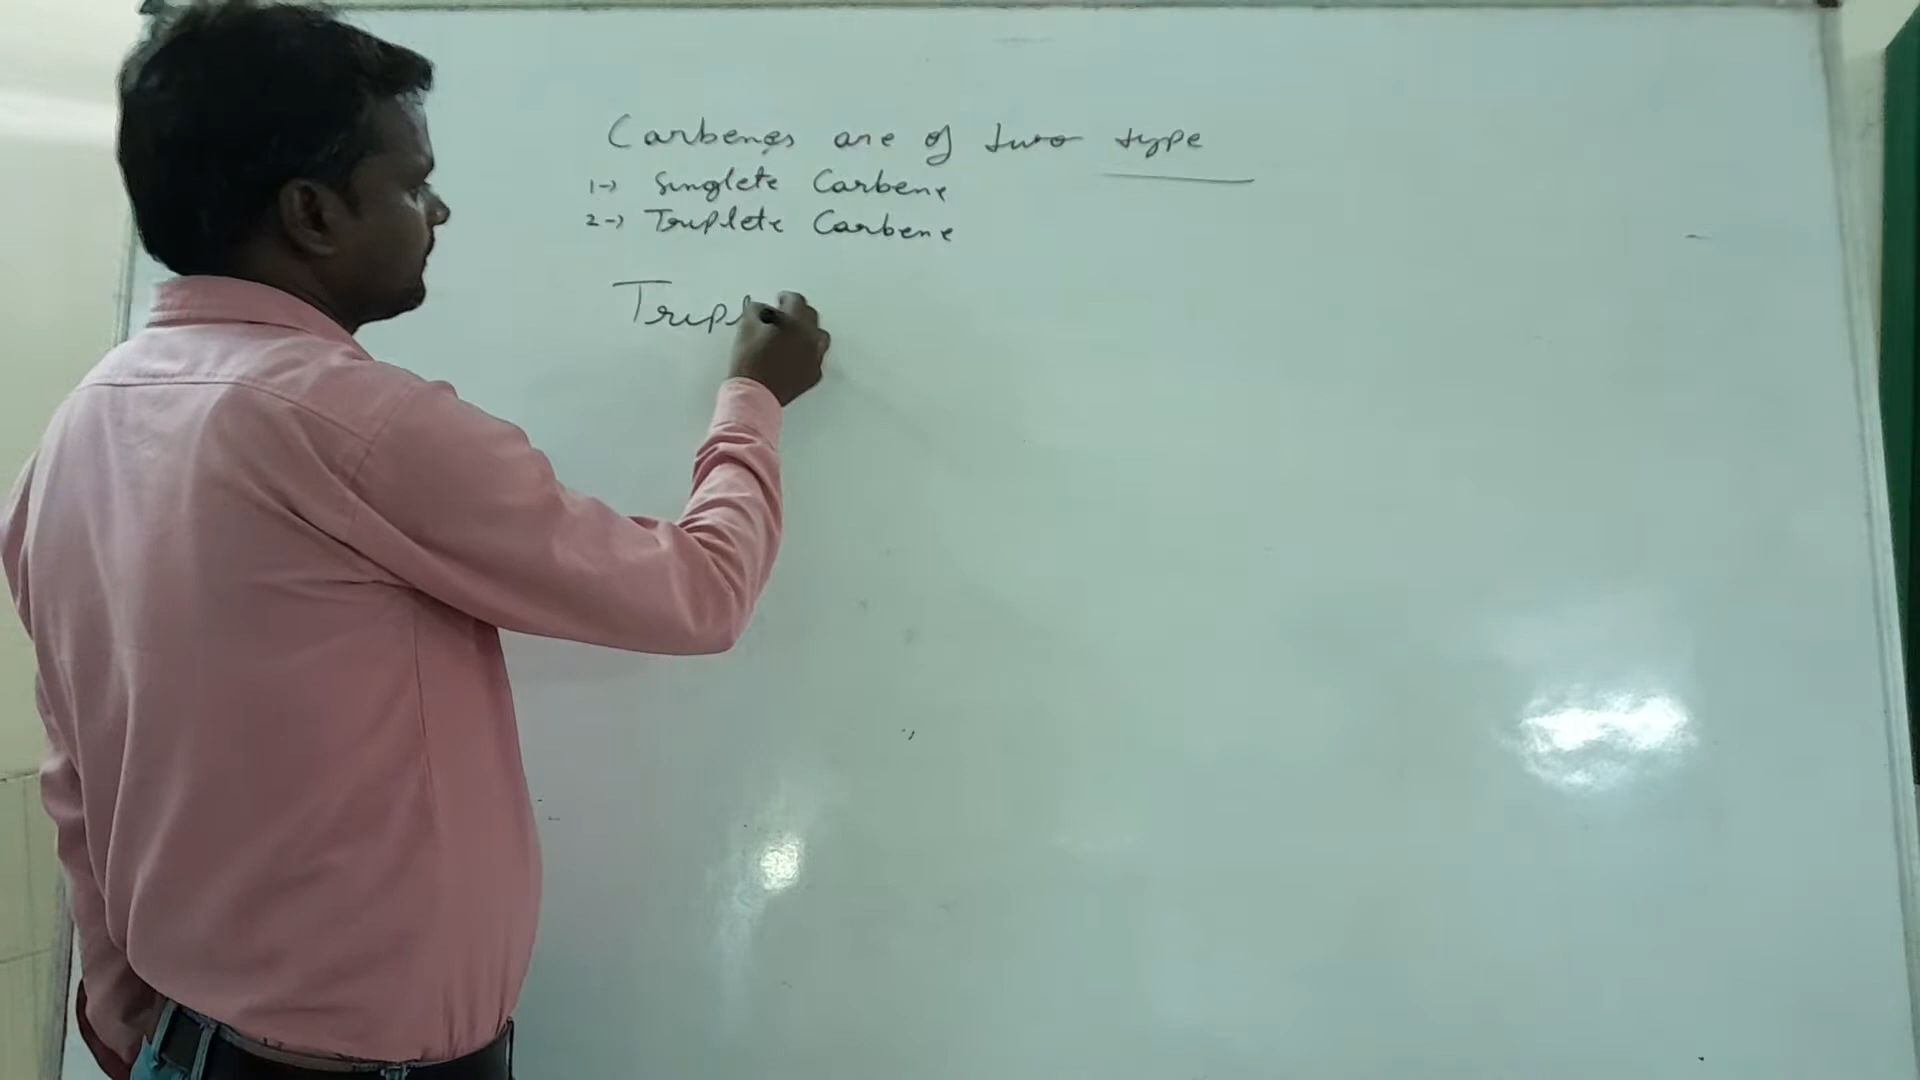 Carbenes are of two type
1-> Singlete Carbene
2-> Triplete Carbene
Tripl